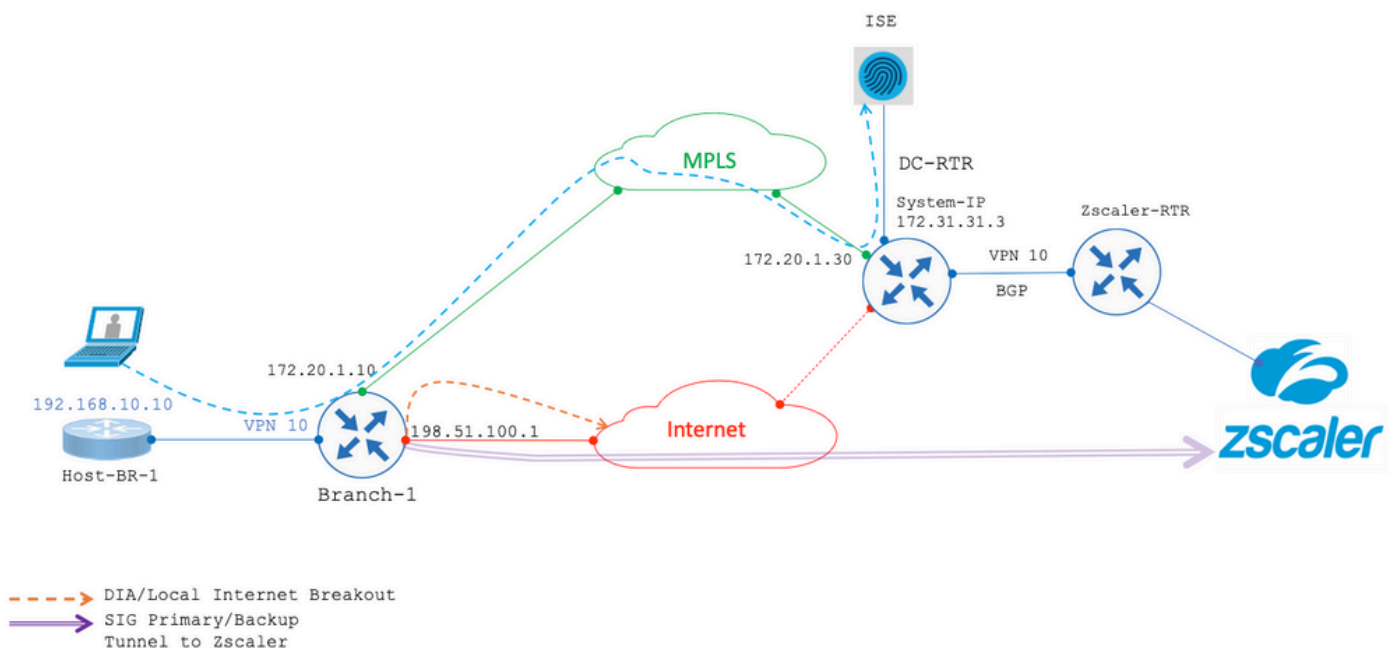 ISE
MPLS
DC-RTR
System-IP
172.31.31.3
Zscaler-RTR
172.20.1.30
VPN 10
BGP
172.20.1.10
192.168.10.10
VPN 10
198.51.100.1
Internet
zscaler
Host-BR-1
Branch-1
DIA/Local Internet Breakout
SIG Primary/Backup
Tunnel to Zscaler